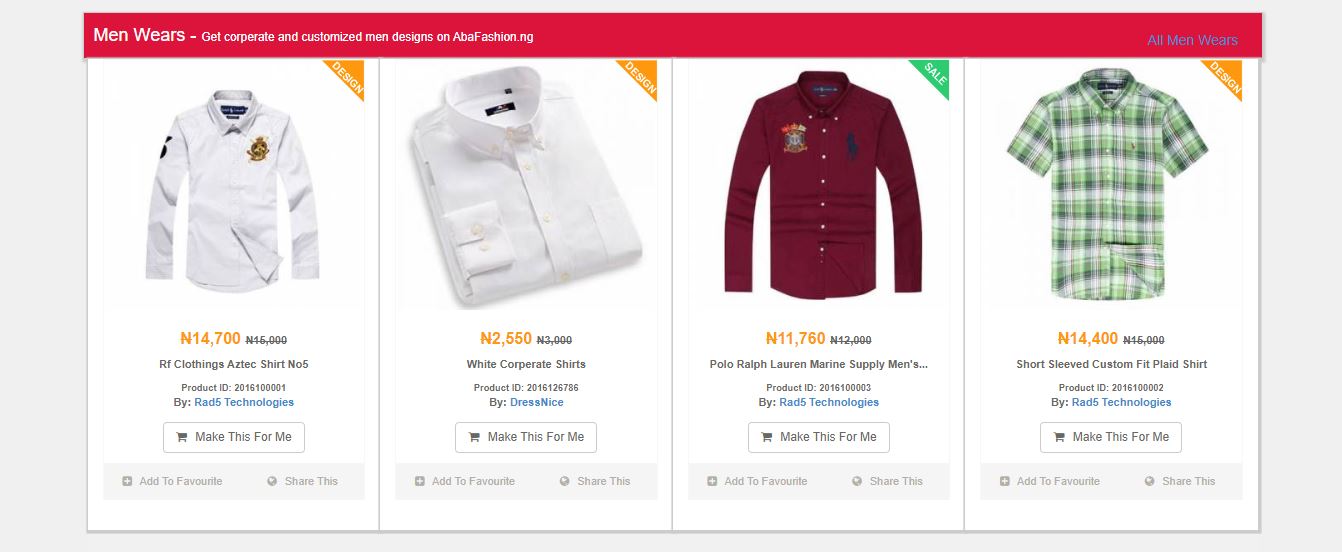 Men Wears - Get corperate and customized men designs on AbaFashion.ng
All Men Wears
DESIGN
DESIGN
SALE
DESIGN
₦14,700 ₦15,000
Rf Clothings Aztec Shirt No5
Product ID: 2016100001
By: Rad5 Technologies
Make This For Me
Add To Favourite Share This
₦2,550 ₦3,000
White Corperate Shirts
Product ID: 2016126786
By: DressNice
Make This For Me
Add To Favourite Share This
₦11,760 ₦12,000
Polo Ralph Lauren Marine Supply Men's...
Product ID: 2016100003
By: Rad5 Technologies
Make This For Me
Add To Favourite Share This
₦14,400 ₦15,000
Short Sleeved Custom Fit Plaid Shirt
Product ID: 2016100002
By: Rad5 Technologies
Make This For Me
Add To Favourite Share This